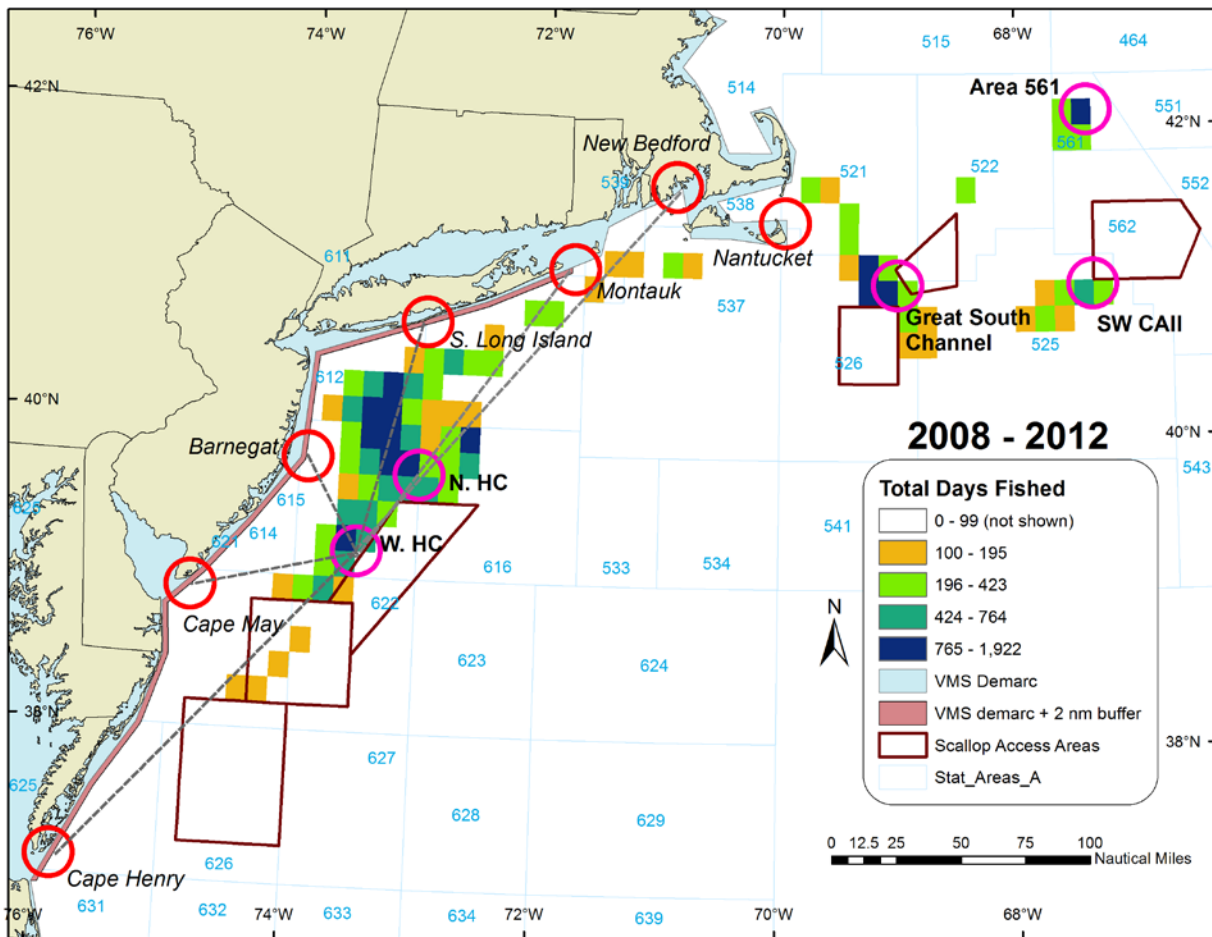 76°W
74°W
72°W
70°W
68°W
515
464
42°N
514
Area 561
551
42°N
New Bedford
561
539
521
522
552
538
562
611
Nantucket
Montauk
537
Great South
Channel
SW CAII
S. Long Island
525
526
612
40°N
2008 - 2012
40°N
Barnegat
543
N. HC
Total Days Fished
615
0 - 99 (not shown)
614
541
100 - 195
621
W. HC
196 - 423
616
533
534
424 - 764
622
N
Cape May
765 - 1,922
623
624
VMS Demarc
38°N
VMS demarc + 2 nm buffer
38°N
627
Scallop Access Areas
625
628
629
Stat_Areas_A
626
0 12.5 25 50 75 100
Nautical Miles
Cape Henry
76°W
631
632
74°W
633
634
72°W
639
70°W
68°W